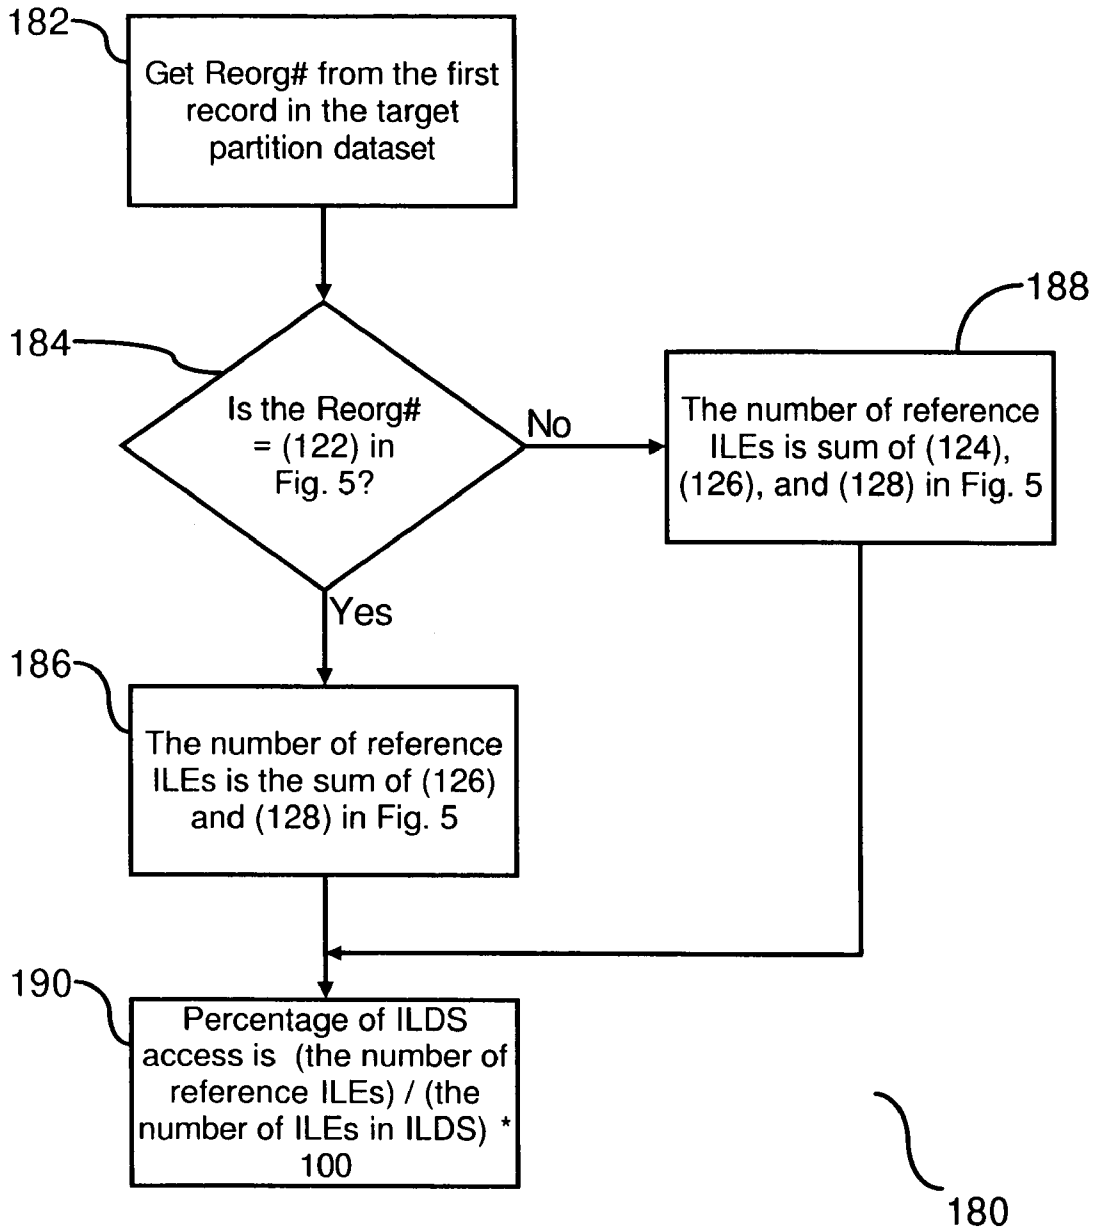 182
Get Reorg# from the first
record in the target
partition dataset
184
Is the Reorg#
= (122) in
Fig. 5?
No
188
The number of reference
ILEs is sum of (124),
(126), and (128) in Fig. 5
Yes
186
The number of reference
ILEs is the sum of (126)
and (128) in Fig. 5
190
Percentage of ILDS
access is (the number of
reference ILEs) / (the
number of ILEs in ILDS) *
100
180